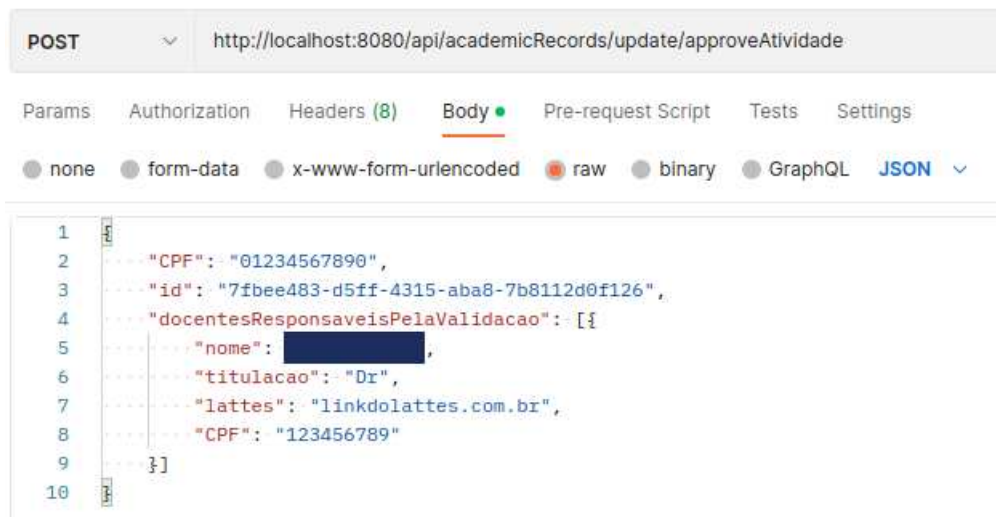 POST http://localhost:8080/api/academicRecords/update/approveAtividade
Params Authorization Headers (8) Body Pre-request Script Tests Settings
none form-data x-www-form-urlencoded raw binary GraphQL JSON
1 {
2 "CPF": "01234567890",
3 "id": "7fbee483-d5ff-4315-aba8-7b8112d0f126",
4 "docentesResponsaveisPelaValidacao": [{
5 "nome": ,
6 "titulacao": "Dr",
7 "lattes": "linkdolattes.com.br",
8 "CPF": "123456789"
9 }]
10 }